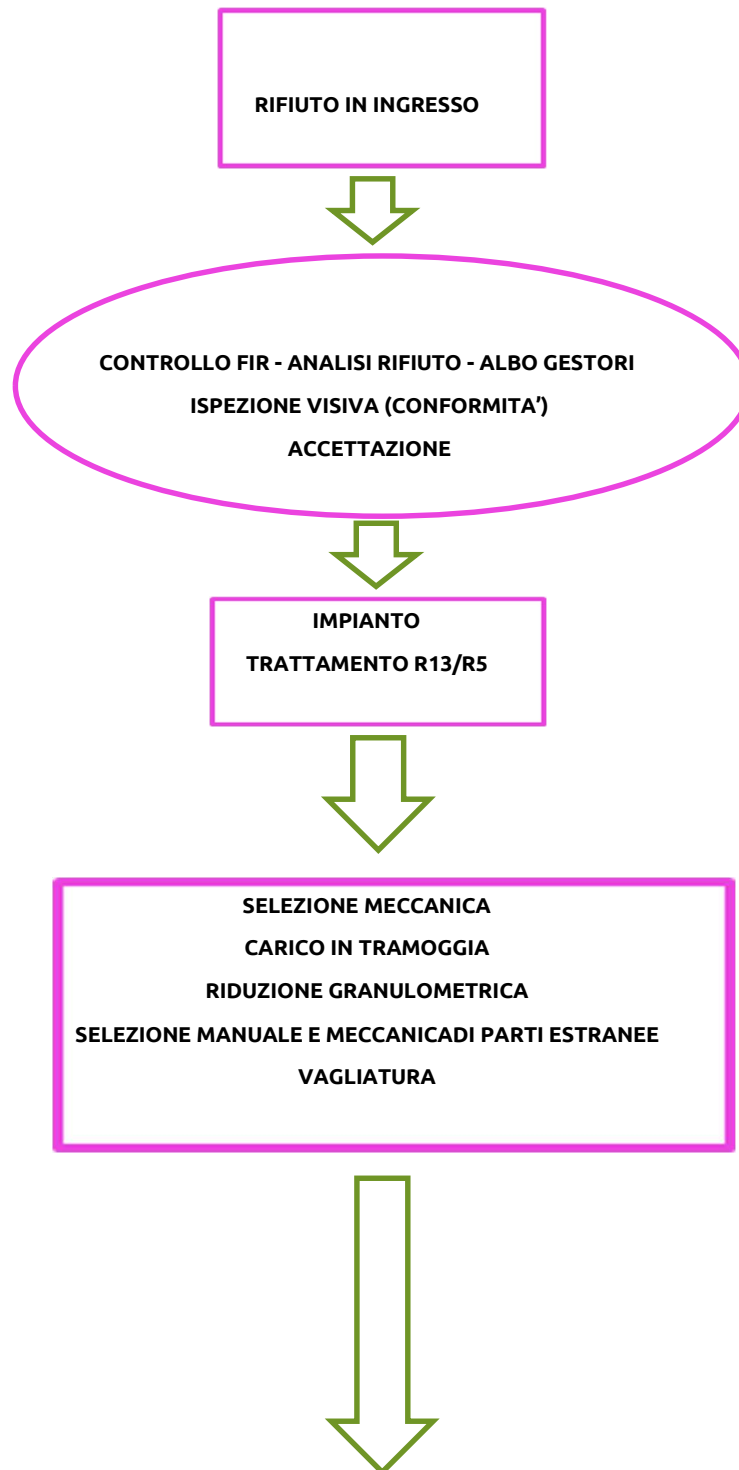 RIFIUTO IN INGRESSO
CONTROLLO FIR - ANALISI RIFIUTO - ALBO GESTORI
ISPEZIONE VISIVA (CONFORMITA’)
ACCETTAZIONE
IMPIANTO
TRATTAMENTO R13/R5
SELEZIONE MECCANICA
CARICO IN TRAMOGGIA
RIDUZIONE GRANULOMETRICA
SELEZIONE MANUALE E MECCANICADI PARTI ESTRANEE
VAGLIATURA